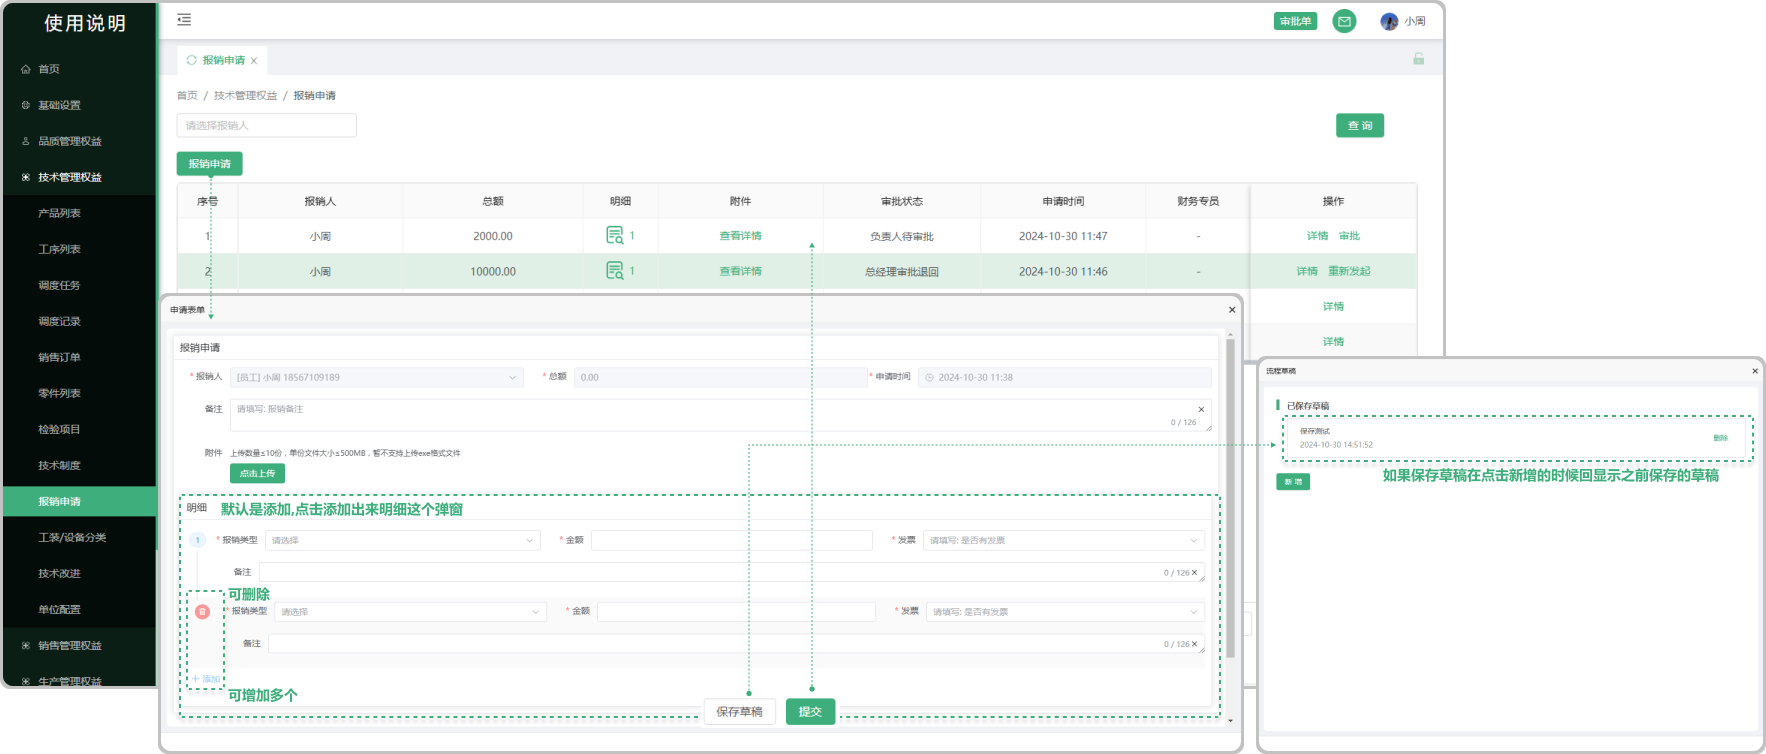 使用说明
审批单
小周
首页
基础设置
品质管理权益
技术管理权益
产品列表
工序列表
调度任务
调度记录
销售订单
零件列表
检验项目
技术制度
报销申请
工装/设备分类
技术改进
单位配置
销售管理权益
生产管理权益
报销申请 ×
首页 / 技术管理权益 / 报销申请
请选择报销人
查 询
报销申请
序号 报销人 总额 明细 附件 审批状态 申请时间 财务专员 操作
1 小周 2000.00 1 查看详情 负责人待审批 2024-10-30 11:47 - 详情 审批
2 小周 10000.00 1 查看详情 总经理审批退回 2024-10-30 11:46 - 详情 重新发起
详情
详情
申请表单 ×
报销申请
* 报销人 [员工] 小周 18567109189 * 总额 0.00 * 申请时间 2024-10-30 11:38
备注 请填写: 报销备注 ×
0 / 126
附件 上传数量≤10份，单份文件大小≤500MB，暂不支持上传exe格式文件
点击上传
明细 默认是添加,点击添加出来明细这个弹窗
1 * 报销类型 请选择 * 金额 * 发票 请填写: 是否有发票
备注 0 / 126 ×
可删除
* 报销类型 请选择 * 金额 * 发票 请填写: 是否有发票
备注 0 / 126 ×
+ 添加
可增加多个
保存草稿 提交
流程草稿 ×
已保存草稿
保存测试
2024-10-30 14:51:52 删除
如果保存草稿在点击新增的时候回显示之前保存的草稿
新 增